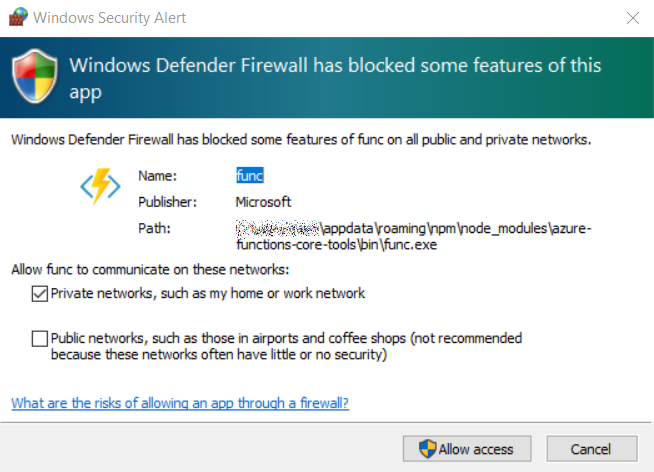 Windows Security Alert
Windows Defender Firewall has blocked some features of this
app
Windows Defender Firewall has blocked some features of func on all public and private networks.
Name: func
Publisher: Microsoft
Path: \appdata\roaming\npm\node_modules\azure-
functions-core-tools\bin\func.exe
Allow func to communicate on these networks:
Private networks, such as my home or work network
Public networks, such as those in airports and coffee shops (not recommended
because these networks often have little or no security)
What are the risks of allowing an app through a firewall?
Allow access Cancel